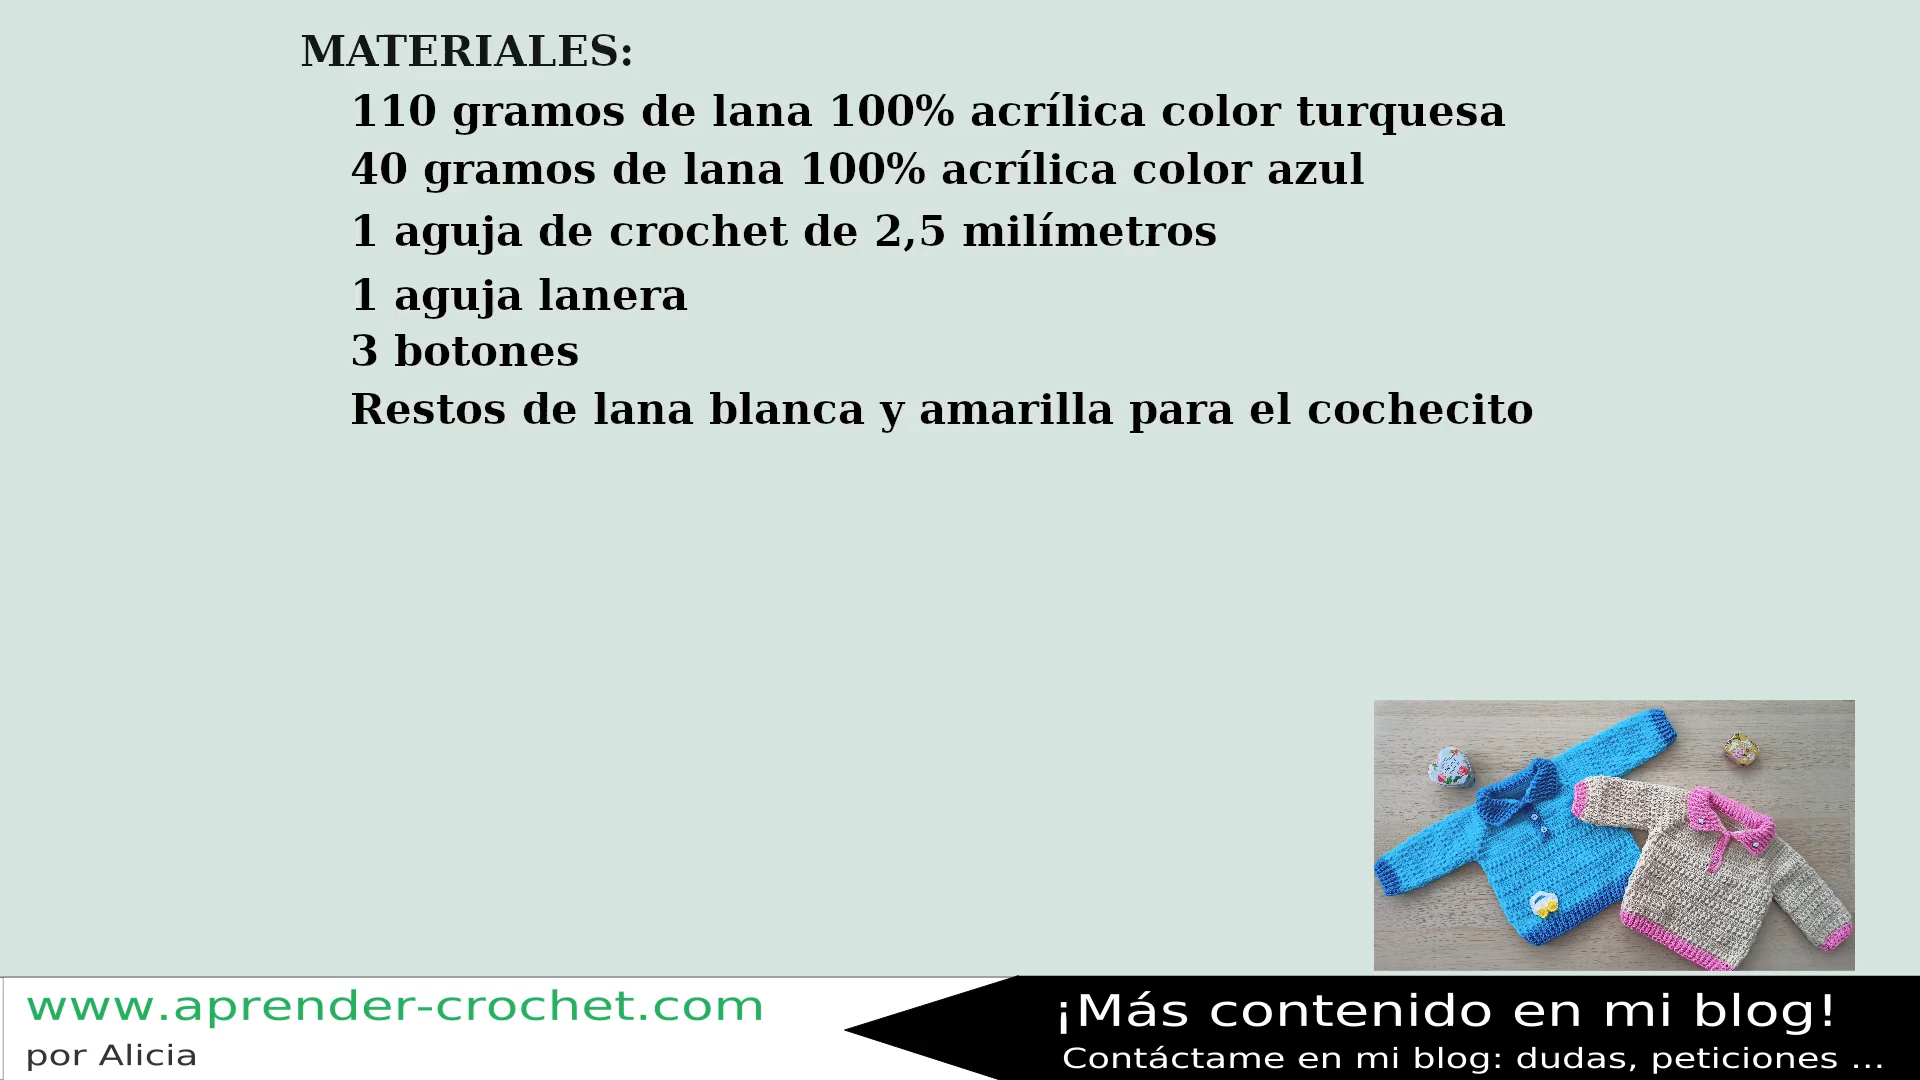 MATERIALES:
110 gramos de lana 100% acrílica color turquesa
40 gramos de lana 100% acrílica color azul
1 aguja de crochet de 2,5 milímetros
1 aguja lanera
3 botones
Restos de lana blanca y amarilla para el cochecito
www.aprender-crochet.com
por Alicia
¡Más contenido en mi blog!
Contáctame en mi blog: dudas, peticiones ...